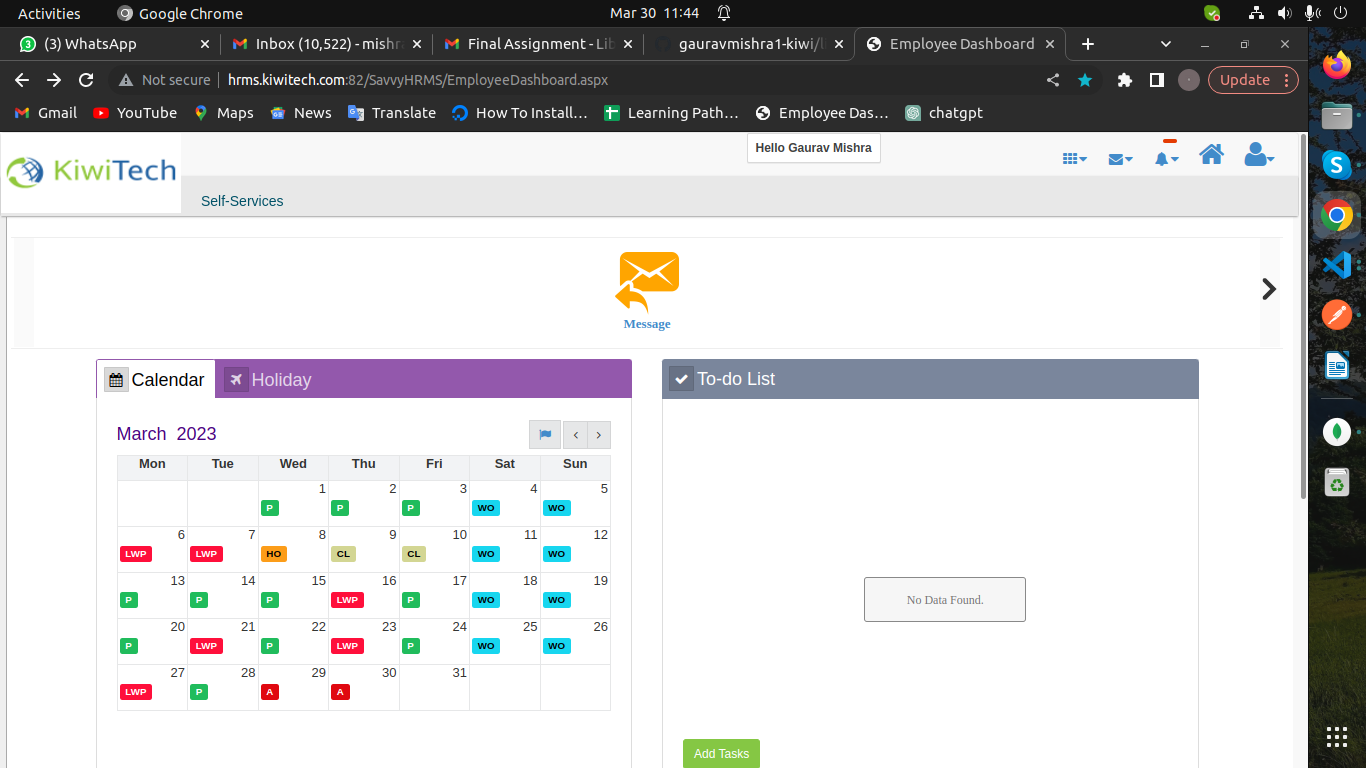 Activities
Google Chrome
Mar 30 11:44
(3) WhatsApp
Inbox (10,522) - mishra
Final Assignment - Lib
gauravmishra1-kiwi/l
Employee Dashboard
Not secure
hrms.kiwitech.com:82/SavvyHRMS/EmployeeDashboard.aspx
Update
Gmail
YouTube
Maps
News
Translate
How To Install…
Learning Path…
Employee Das…
chatgpt
KiwiTech
Hello Gaurav Mishra
Self-Services
Message
Calendar
Holiday
To-do List
March 2023
Mon Tue Wed Thu Fri Sat Sun
1 2 3 4 5
P P P WO WO
6 7 8 9 10 11 12
LWP LWP HO CL CL WO WO
13 14 15 16 17 18 19
P P P LWP P WO WO
20 21 22 23 24 25 26
P LWP P LWP P WO WO
27 28 29 30 31
LWP P A A
No Data Found.
Add Tasks